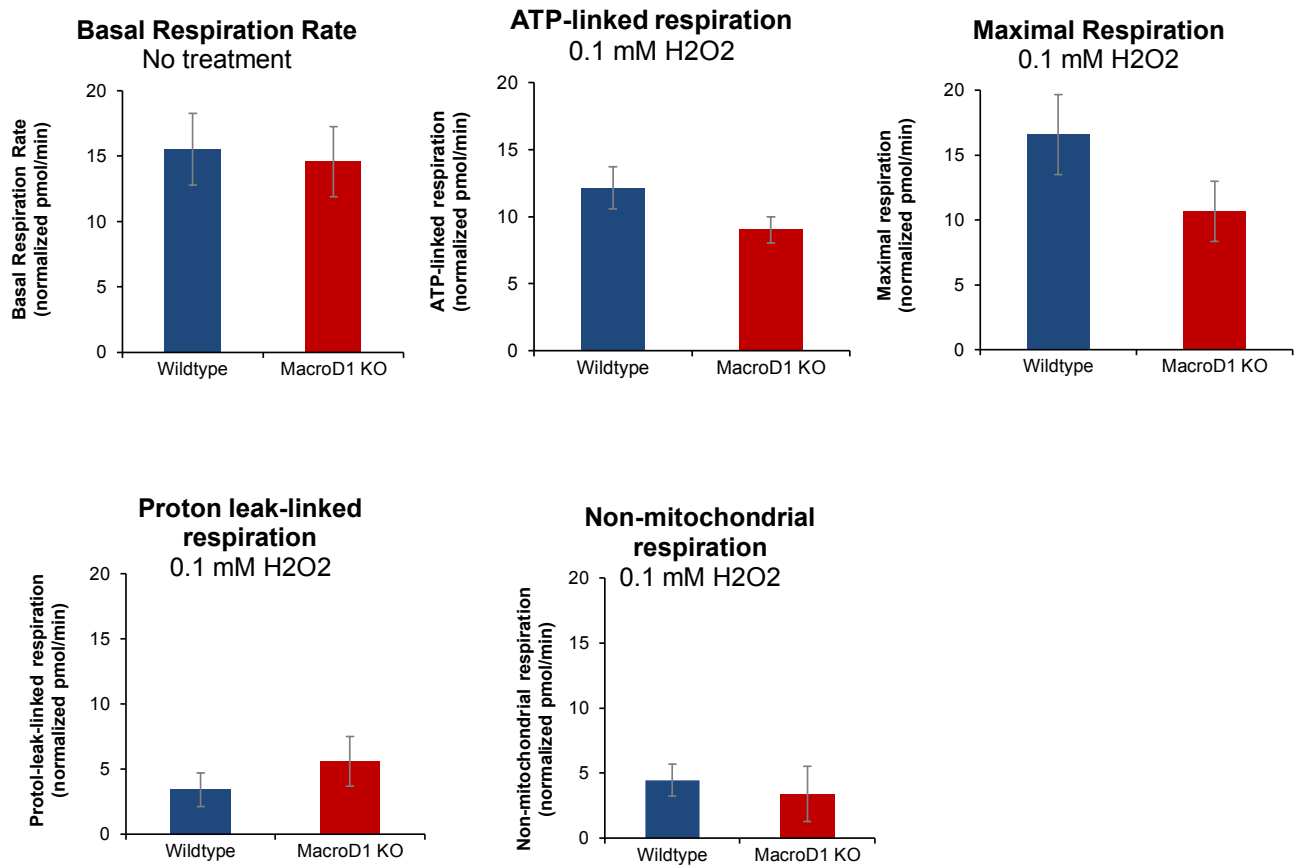 Basal Respiration Rate
No treatment
Basal Respiration Rate
(normalized pmol/min)
20
15
10
5
0
Wildtype
MacroD1 KO
ATP-linked respiration
0.1 mM H2O2
ATP-linked respiration
(normalized pmol/min)
20
15
10
5
0
Wildtype
MacroD1 KO
Maximal Respiration
0.1 mM H2O2
Maximal respiration
(normalized pmol/min)
20
15
10
5
0
Wildtype
MacroD1 KO
Proton leak-linked
respiration
0.1 mM H2O2
Protol-leak-linked respiration
(normalized pmol/min)
20
15
10
5
0
Wildtype
MacroD1 KO
Non-mitochondrial
respiration
0.1 mM H2O2
Non-mitochondrial respiration
(normalized pmol/min)
20
15
10
5
0
Wildtype
MacroD1 KO